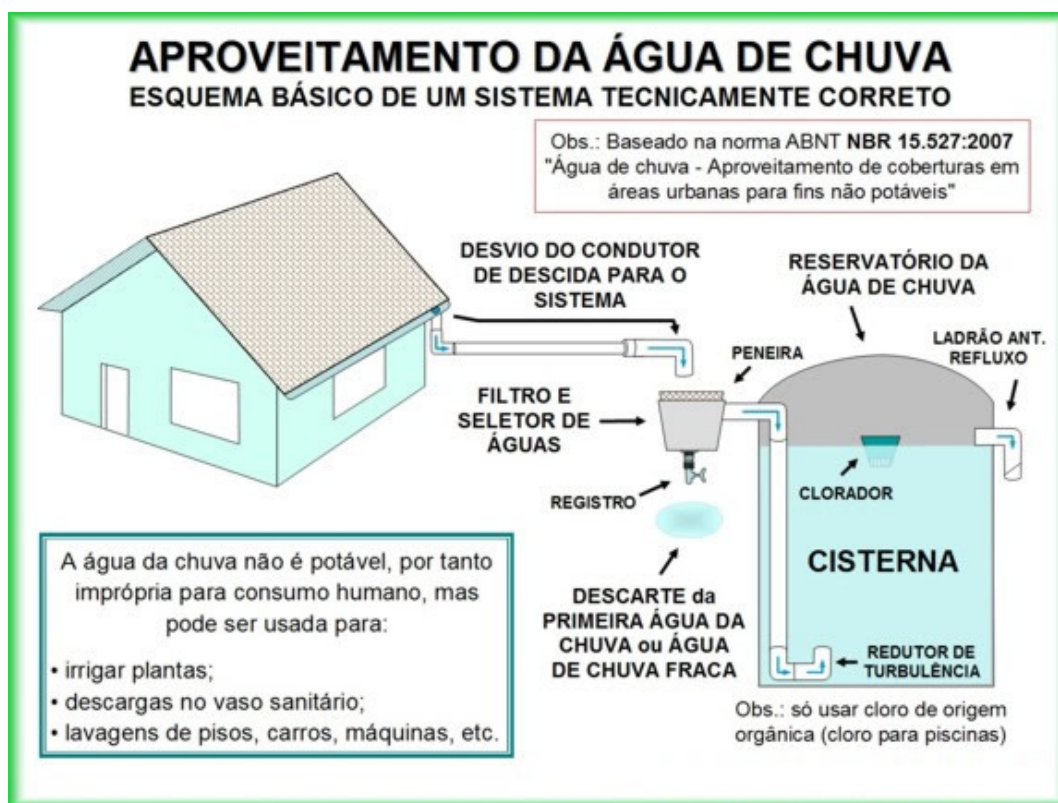 APROVEITAMENTO DA ÁGUA DE CHUVA
ESQUEMA BÁSICO DE UM SISTEMA TECNICAMENTE CORRETO
Obs.: Baseado na norma ABNT NBR 15.527:2007
"Água de chuva - Aproveitamento de coberturas em
áreas urbanas para fins não potáveis"
DESVIO DO CONDUTOR
DE DESCIDA PARA O
SISTEMA
RESERVATÓRIO DA
ÁGUA DE CHUVA
LADRÃO ANT.
REFLUXO
PENEIRA
FILTRO E
SELETOR DE
ÁGUAS
REGISTRO
CLORADOR
CISTERNA
DESCARTE da
PRIMEIRA ÁGUA DA
CHUVA ou ÁGUA
DE CHUVA FRACA
REDUTOR DE
TURBULÊNCIA
Obs.: só usar cloro de origem
orgânica (cloro para piscinas)
A água da chuva não é potável, por tanto
imprópria para consumo humano, mas
pode ser usada para:
• irrigar plantas;
• descargas no vaso sanitário;
• lavagens de pisos, carros, máquinas, etc.